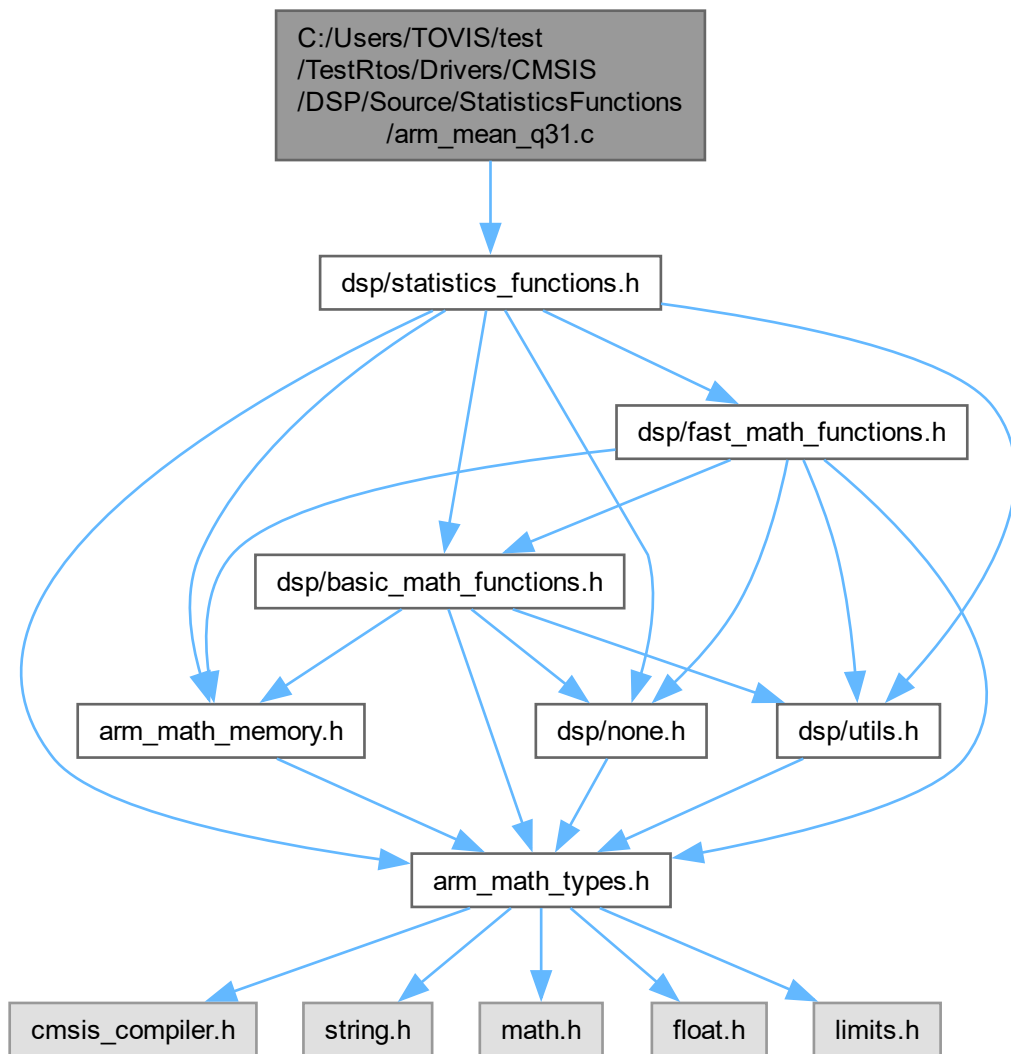 C:/Users/TOVIS/test
/TestRtos/Drivers/CMSIS
/DSP/Source/StatisticsFunctions
/arm_mean_q31.c
dsp/statistics_functions.h
dsp/fast_math_functions.h
dsp/basic_math_functions.h
arm_math_memory.h
dsp/none.h
dsp/utils.h
arm_math_types.h
cmsis_compiler.h
string.h
math.h
float.h
limits.h